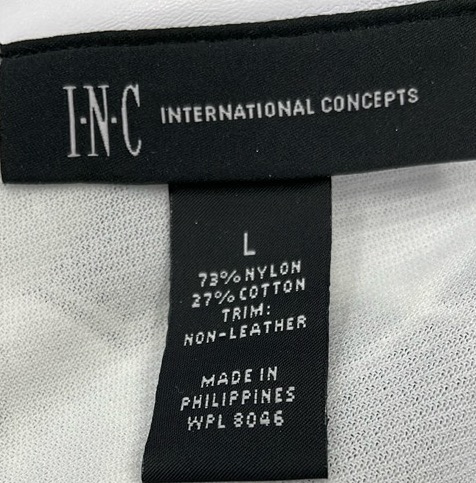 I·N·C INTERNATIONAL CONCEPTS
L
73% NYLON
27% COTTON
TRIM:
NON-LEATHER
MADE IN
PHILIPPINES
WPL 8046